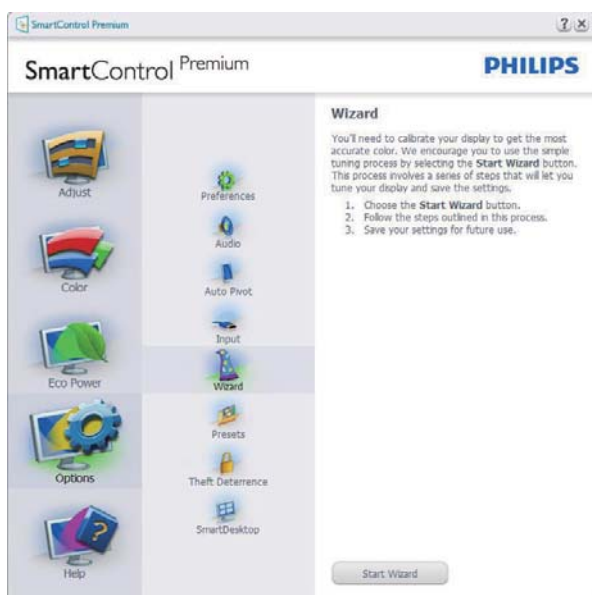 SmartControl Premium
? X
SmartControl Premium
PHILIPS
Adjust
Color
Eco Power
Options
Help
Preferences
Audio
Auto Pivot
Input
Wizard
Presets
Theft Deterrence
SmartDesktop
Wizard
You'll need to calibrate your display to get the most
accurate color. We encourage you to use the simple
tuning process by selecting the Start Wizard button.
This process involves a series of steps that will let you
tune your display and save the settings.
1. Choose the Start Wizard button.
2. Follow the steps outlined in this process.
3. Save your settings for future use.
Start Wizard